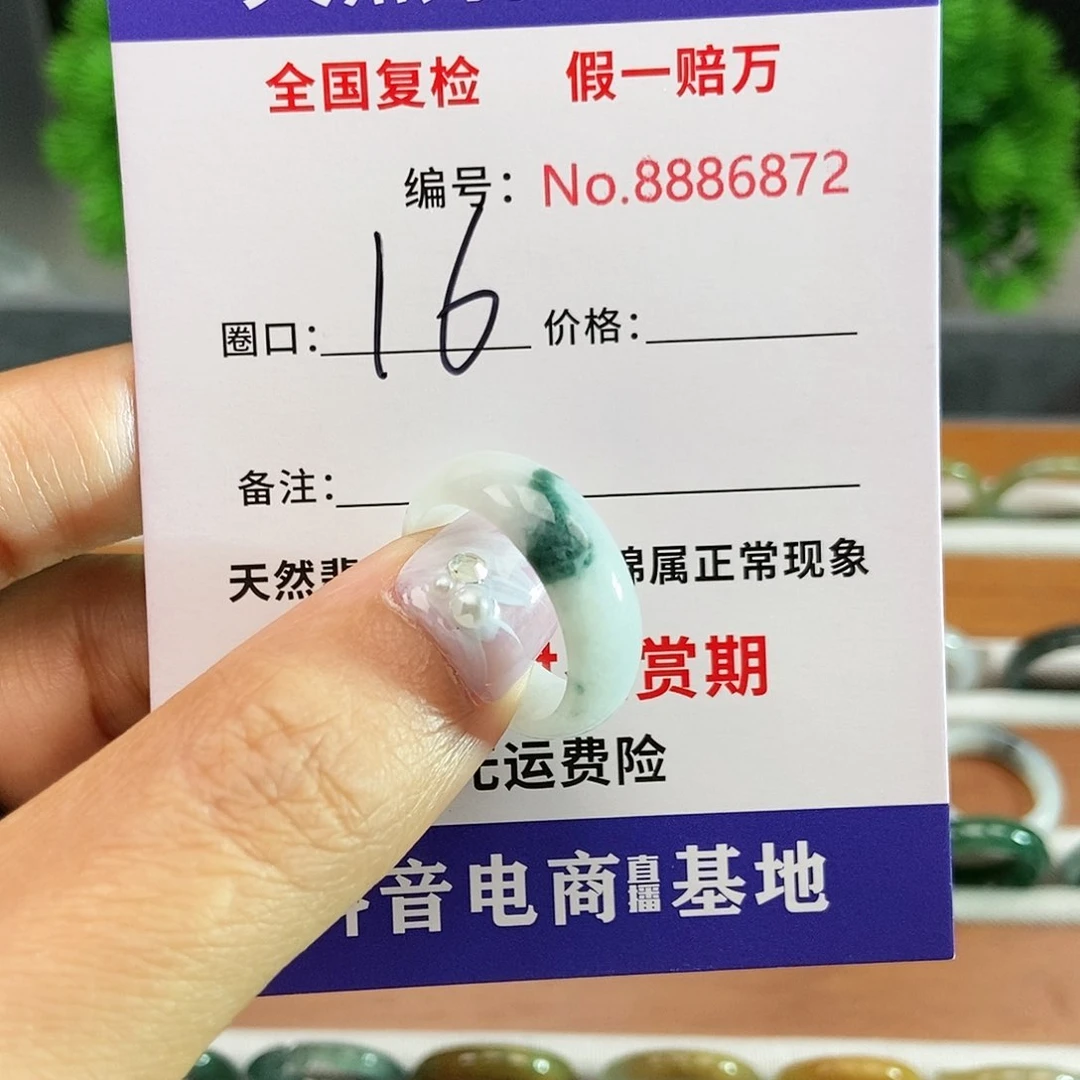 全国复检 假一赔万
编号：No.8886872
圈口：16 价格：
备注：
天然 属正常现象
赏期
运费险
音电商直播基地